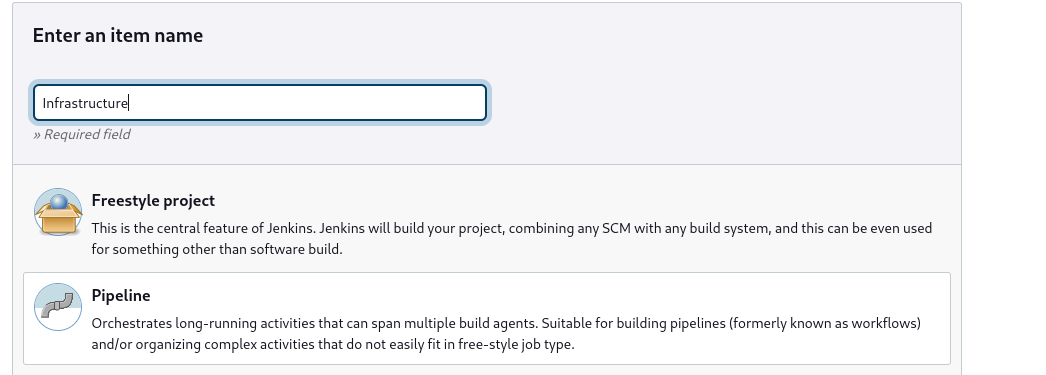 Enter an item name
Infrastructure
» Required field
Freestyle project
This is the central feature of Jenkins. Jenkins will build your project, combining any SCM with any build system, and this can be even used
for something other than software build.
Pipeline
Orchestrates long-running activities that can span multiple build agents. Suitable for building pipelines (formerly known as workflows)
and/or organizing complex activities that do not easily fit in free-style job type.